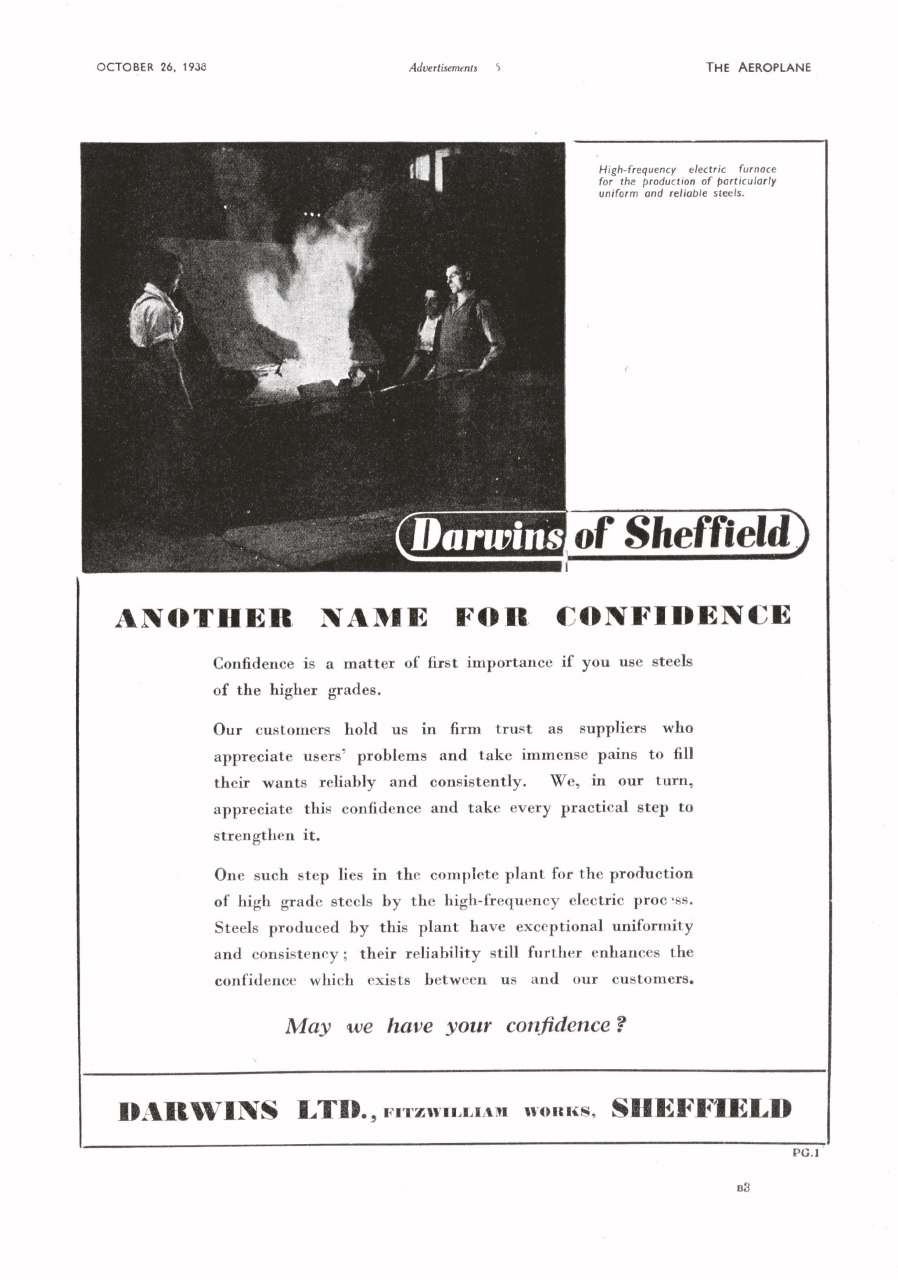 OCTOBER 26, 1938
Advertisements 5
THE AEROPLANE
High-frequency electric furnace
for the production of particularly
uniform and reliable steels.
Darwins of Sheffield
ANOTHER NAME FOR CONFIDENCE
Confidence is a matter of first importance if you use steels
of the higher grades.
Our customers hold us in firm trust as suppliers who
appreciate users' problems and take immense pains to fill
their wants reliably and consistently. We, in our turn,
appreciate this confidence and take every practical step to
strengthen it.
One such step lies in the complete plant for the production
of high grade steels by the high-frequency electric process.
Steels produced by this plant have exceptional uniformity
and consistency; their reliability still further enhances the
confidence which exists between us and our customers.
May we have your confidence?
DARWINS LTD., FITZWILLIAM WORKS, SHEFFIELD
PG.1
B3